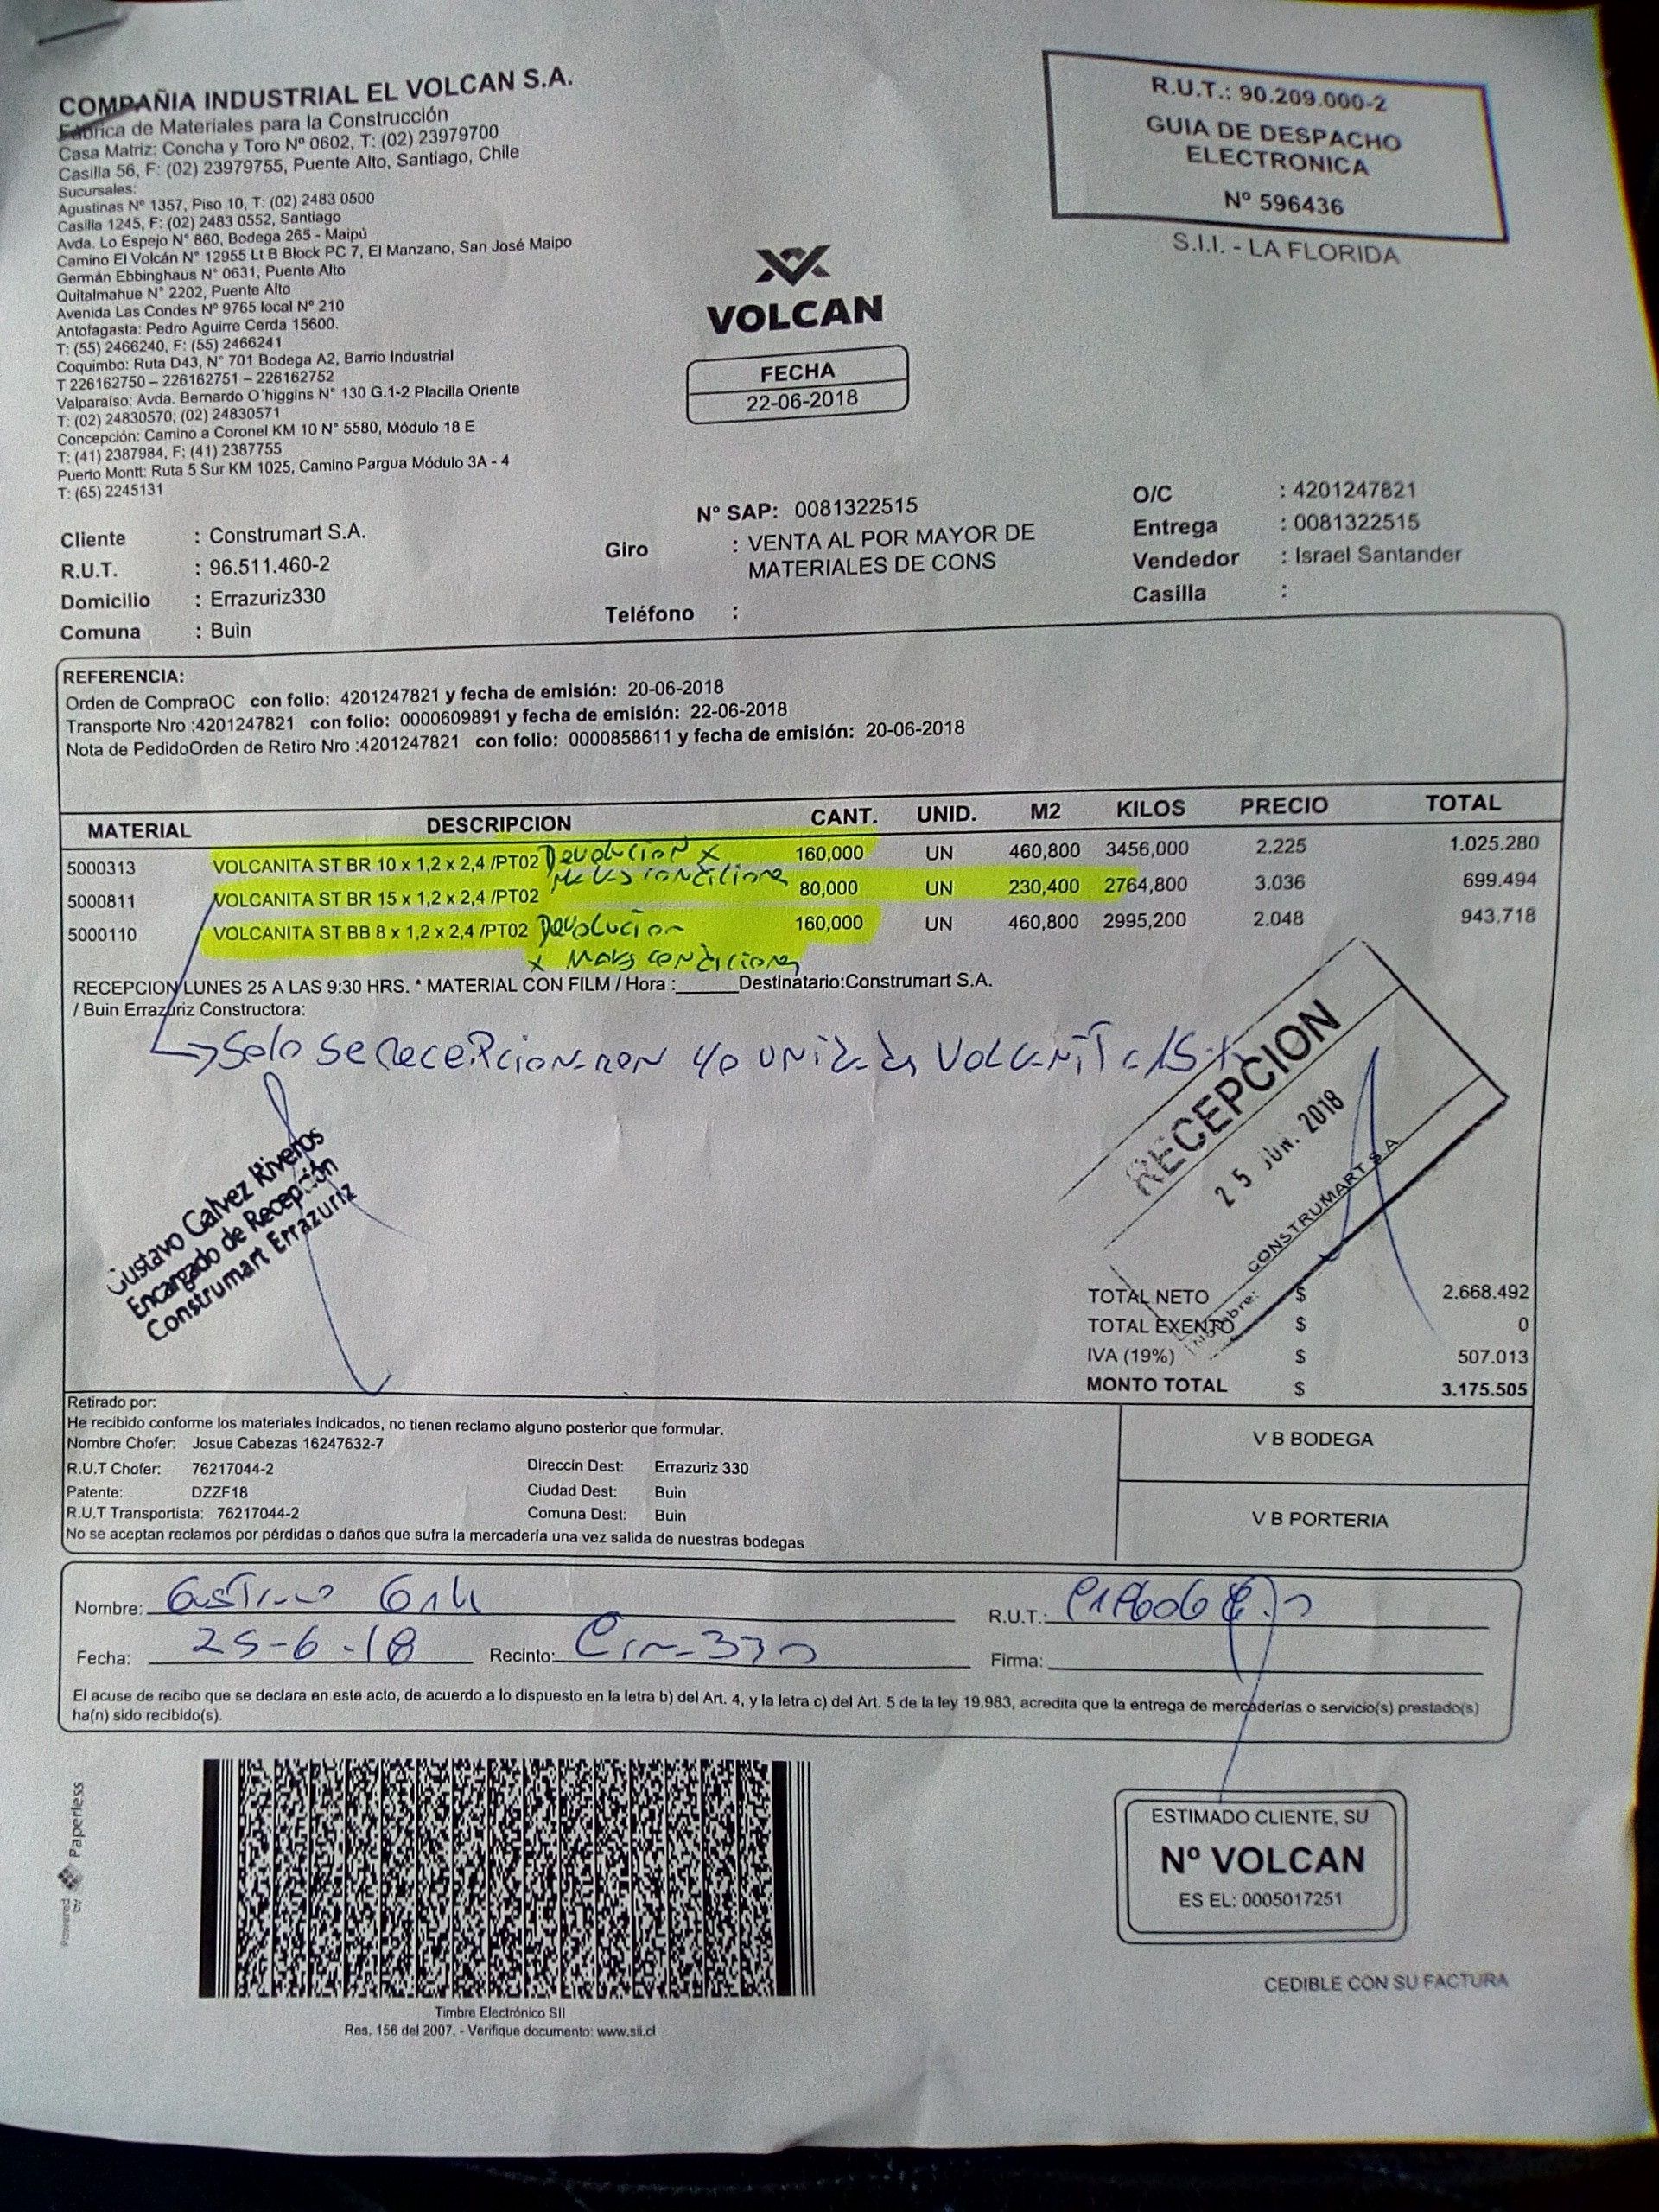 COMPAÑIA INDUSTRIAL EL VOLCAN S.A.
Fábrica de Materiales para la Construcción
Casa Matriz: Concha y Toro Nº 0602, T: (02) 23979700
Casilla 56, F: (02) 23979755, Puente Alto, Santiago, Chile
Sucursales:
Agustinas Nº 1357, Piso 10, T: (02) 2483 0500
Casilla 1245, F: (02) 2483 0552, Santiago
Avda. Lo Espejo N° 860, Bodega 265 - Maipú
Camino El Volcán N° 12955 Lt B Block PC 7, El Manzano, San José Maipo
Germán Ebbinghaus N° 0631, Puente Alto
Quitalmahue N° 2202, Puente Alto
Avenida Las Condes Nº 9765 local Nº 210
Antofagasta: Pedro Aguirre Cerda 15600.
T: (55) 2466240, F: (55) 2466241
Coquimbo: Ruta D43, N° 701 Bodega A2, Barrio Industrial
T 226162750 – 226162751 – 226162752
Valparaíso: Avda. Bernardo O´higgins N° 130 G.1-2 Placilla Oriente
T: (02) 24830570; (02) 24830571
Concepción: Camino a Coronel KM 10 N° 5580, Módulo 18 E
T: (41) 2387984, F: (41) 2387755
Puerto Montt: Ruta 5 Sur KM 1025, Camino Pargua Módulo 3A - 4
T: (65) 2245131
R.U.T.: 90.209.000-2
GUIA DE DESPACHO
ELECTRONICA
Nº 596436
S.I.I. - LA FLORIDA
VOLCAN
FECHA
22-06-2018
Nº SAP: 0081322515
Cliente : Construmart S.A.
R.U.T. : 96.511.460-2
Domicilio : Errazuriz330
Comuna : Buin
Giro : VENTA AL POR MAYOR DE
MATERIALES DE CONS
Teléfono :
O/C : 4201247821
Entrega : 0081322515
Vendedor : Israel Santander
Casilla :
REFERENCIA:
Orden de CompraOC con folio: 4201247821 y fecha de emisión: 20-06-2018
Transporte Nro :4201247821 con folio: 0000609891 y fecha de emisión: 22-06-2018
Nota de PedidoOrden de Retiro Nro :4201247821 con folio: 0000858611 y fecha de emisión: 20-06-2018
MATERIAL DESCRIPCION CANT. UNID. M2 KILOS PRECIO TOTAL
5000313 VOLCANITA ST BR 10 x 1,2 x 2,4 /PT02 Devolucion x 160,000 UN 460,800 3456,000 2.225 1.025.280
5000811 VOLCANITA ST BR 15 x 1,2 x 2,4 /PT02 80,000 UN 230,400 2764,800 3.036 699.494
5000110 VOLCANITA ST BB 8 x 1,2 x 2,4 /PT02 Devolucion 160,000 UN 460,800 2995,200 2.048 943.718
x Malas condiciones
RECEPCION LUNES 25 A LAS 9:30 HRS. * MATERIAL CON FILM / Hora :______Destinatario:Construmart S.A.
/ Buin Errazuriz Constructora:
Solo se recepcionaron 40 unidades Volcanita 15
RECEPCION
25 JUN. 2018
CONSTRUMART S.A
Nombre:
Gustavo Galvez Riveros
Encargado de Recepción
Construmart Errazuriz
TOTAL NETO $ 2.668.492
TOTAL EXENTO $ 0
IVA (19%) $ 507.013
MONTO TOTAL $ 3.175.505
Retirado por:
He recibido conforme los materiales indicados, no tienen reclamo alguno posterior que formular.
Nombre Chofer: Josue Cabezas 16247632-7
R.U.T Chofer: 76217044-2 Direccin Dest: Errazuriz 330
Patente: DZZF18 Ciudad Dest: Buin
R.U.T Transportista: 76217044-2 Comuna Dest: Buin
No se aceptan reclamos por pérdidas o daños que sufra la mercadería una vez salida de nuestras bodegas
V B BODEGA
V B PORTERIA
Nombre: Gustavo R.U.T.:
Fecha: 25-6-18 Recinto: 330 Firma:
El acuse de recibo que se declara en este acto, de acuerdo a lo dispuesto en la letra b) del Art. 4, y la letra c) del Art. 5 de la ley 19.983, acredita que la entrega de mercaderías o servicio(s) prestado(s)
ha(n) sido recibido(s).
Powered by Paperless
Timbre Electrónico SII
Res. 156 del 2007. - Verifique documento: www.sii.cl
ESTIMADO CLIENTE, SU
Nº VOLCAN
ES EL: 0005017251
CEDIBLE CON SU FACTURA